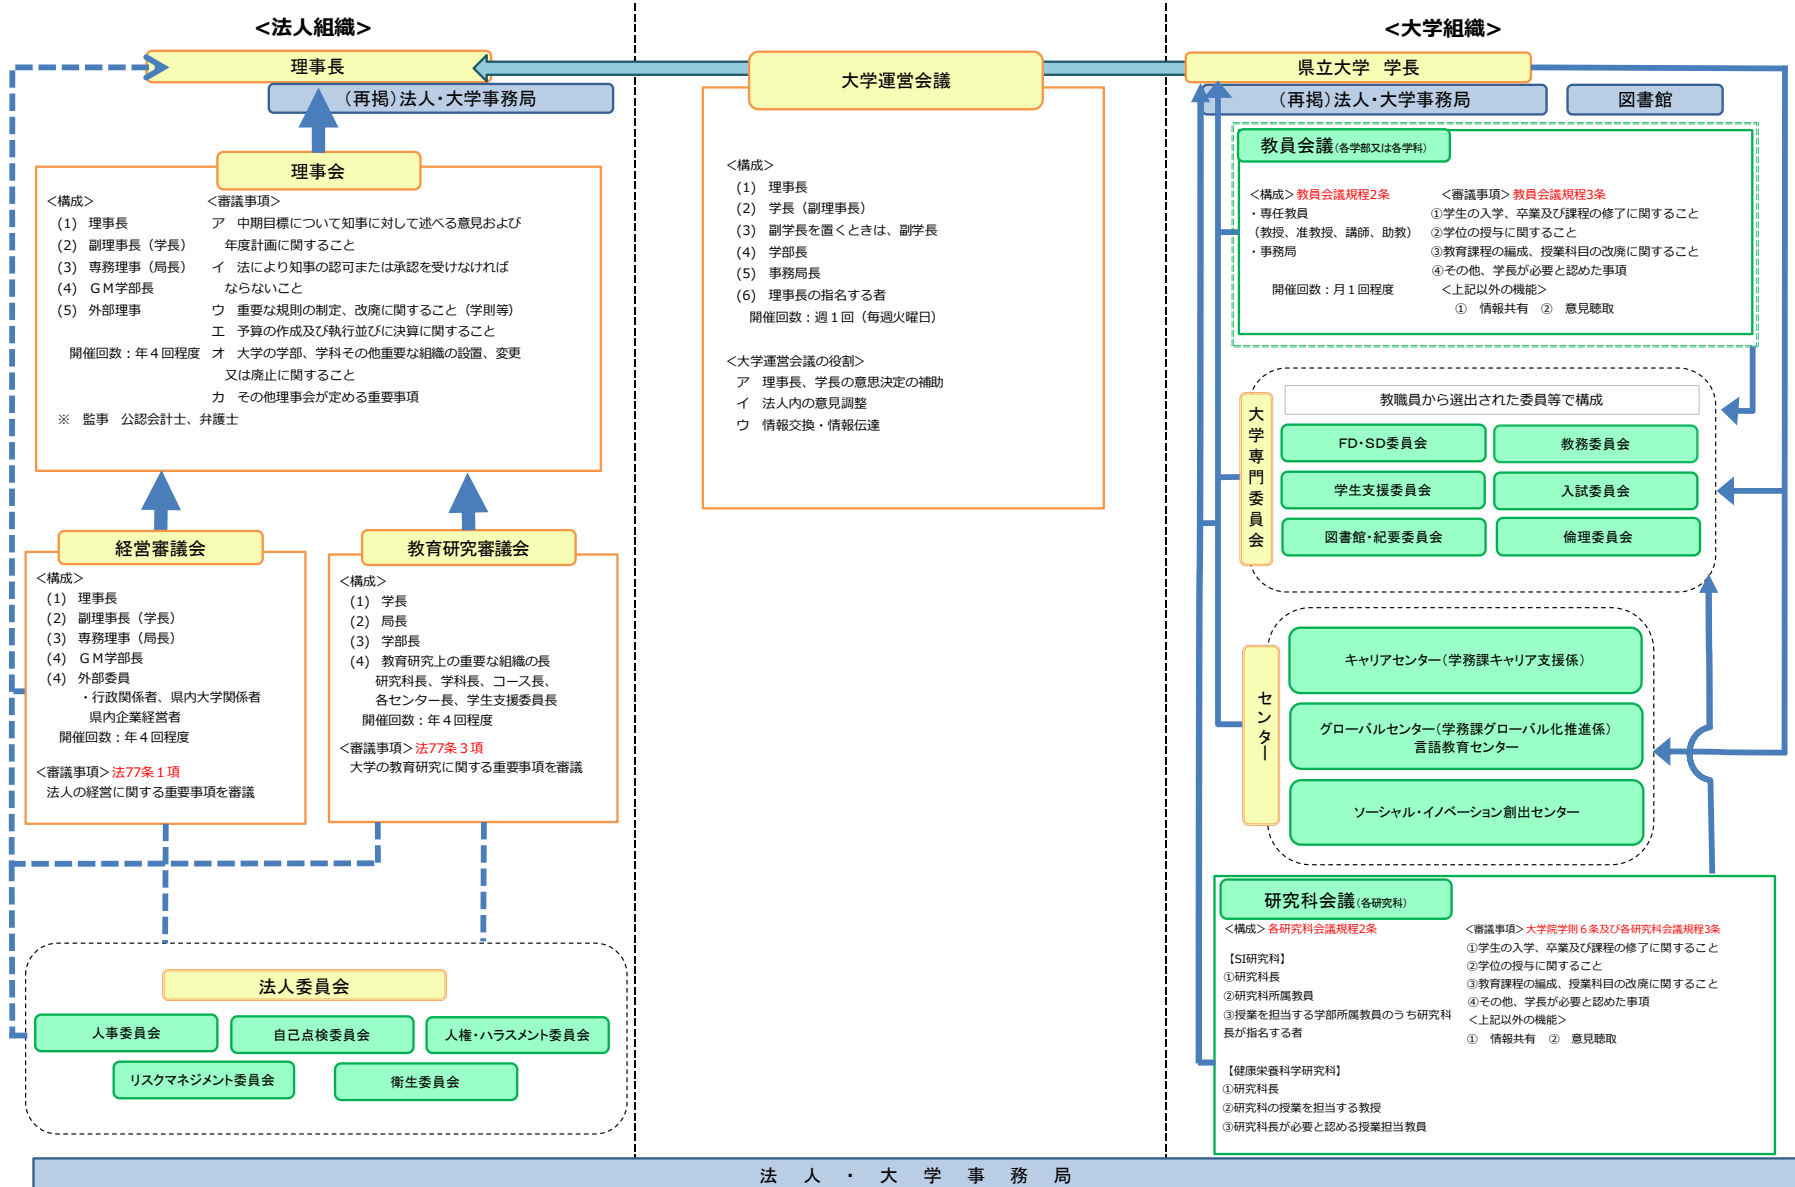 <法人組織>
理事長
（再掲）法人・大学事務局
理事会
＜構成＞
(1)　理事長
(2)　副理事長（学長）
(3)　専務理事（局長）
(4)　ＧＭ学部長
(5)　外部理事
開催回数：年４回程度
＜審議事項＞
ア　中期目標について知事に対して述べる意見および
年度計画に関すること
イ　法により知事の認可または承認を受けなければ
ならないこと
ウ　重要な規則の制定、改廃に関すること（学則等）
エ　予算の作成及び執行並びに決算に関すること
オ　大学の学部、学科その他重要な組織の設置、変更
又は廃止に関すること
カ　その他理事会が定める重要事項
※　監事　公認会計士、弁護士
経営審議会
＜構成＞
(1)　理事長
(2)　副理事長（学長）
(3)　専務理事（局長）
(4)　ＧＭ学部長
(4)　外部委員
・行政関係者、県内大学関係者
県内企業経営者
開催回数：年４回程度
＜審議事項＞法77条１項
法人の経営に関する重要事項を審議
教育研究審議会
＜構成＞
(1)　学長
(2)　局長
(3)　学部長
(4)　教育研究上の重要な組織の長
研究科長、学科長、コース長、
各センター長、学生支援委員長
開催回数：年４回程度
＜審議事項＞法77条３項
大学の教育研究に関する重要事項を審議
法人委員会
人事委員会
自己点検委員会
人権・ハラスメント委員会
リスクマネジメント委員会
衛生委員会
大学運営会議
＜構成＞
(1)　理事長
(2)　学長（副理事長）
(3)　副学長を置くときは、副学長
(4)　学部長
(5)　事務局長
(6)　理事長の指名する者
開催回数：週１回（毎週火曜日）
＜大学運営会議の役割＞
ア　理事長、学長の意思決定の補助
イ　法人内の意見調整
ウ　情報交換・情報伝達
<大学組織>
県立大学　学長
（再掲）法人・大学事務局
図書館
教員会議（各学部又は各学科）
＜構成＞教員会議規程2条
・専任教員
（教授、准教授、講師、助教）
・事務局
開催回数：月１回程度
＜審議事項＞教員会議規程3条
①学生の入学、卒業及び課程の修了に関すること
②学位の授与に関すること
③教育課程の編成、授業科目の改廃に関すること
④その他、学長が必要と認めた事項
＜上記以外の機能＞
①　情報共有　②　意見聴取
大学専門委員会
教職員から選出された委員等で構成
FD・SD委員会
教務委員会
学生支援委員会
入試委員会
図書館・紀要委員会
倫理委員会
センター
キャリアセンター（学務課キャリア支援係）
グローバルセンター（学務課グローバル化推進係）
言語教育センター
ソーシャル・イノベーション創出センター
研究科会議（各研究科）
＜構成＞各研究科会議規程2条
【SI研究科】
①研究科長
②研究科所属教員
③授業を担当する学部所属教員のうち研究科
長が指名する者
【健康栄養科学研究科】
①研究科長
②研究科の授業を担当する教授
③研究科長が必要と認める授業担当教員
＜審議事項＞大学院学則６条及び各研究科会議規程3条
①学生の入学、卒業及び課程の修了に関すること
②学位の授与に関すること
③教育課程の編成、授業科目の改廃に関すること
④その他、学長が必要と認めた事項
＜上記以外の機能＞
①　情報共有　②　意見聴取
法　人　・　大　学　事　務　局